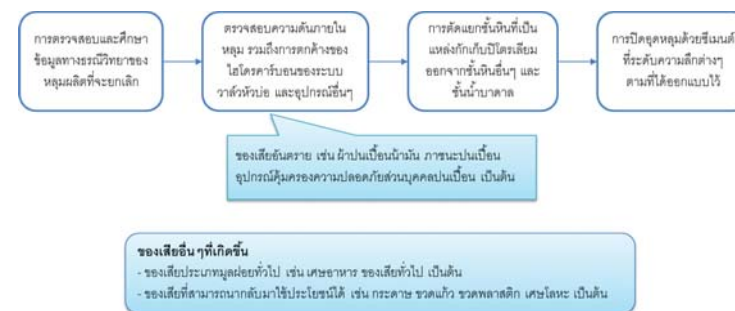 การตรวจสอบและศึกษา
ข้อมูลทางธรณีวิทยาของ
หลุมผลิตที่จะยกเลิก
ตรวจสอบความดันภายใน
หลุม รวมถึงการตกค้างของ
ไฮโดรคาร์บอนของระบบ
วาล์วหัวบ่อ และอุปกรณ์อื่นๆ
การตัดแยกชั้นหินที่เป็น
แหล่งกักเก็บปิโตรเลียม
ออกจากชั้นหินอื่นๆ และ
ชั้นน้ำบาดาล
การปิดอุดหลุมด้วยซีเมนต์
ที่ระดับความลึกต่างๆ
ตามที่ได้ออกแบบไว้
ของเสียอันตราย เช่น ผ้าปนเปื้อนน้ำมัน ภาชนะปนเปื้อน
อุปกรณ์คุ้มครองความปลอดภัยส่วนบุคคลปนเปื้อน เป็นต้น
ของเสียอื่น ๆที่เกิดขึ้น
- ของเสียประเภทมูลฝอยทั่วไป เช่น เศษอาหาร ของเสียทั่วไป เป็นต้น
- ของเสียที่สามารถนากลับมาใช้ประโยชน์ได้ เช่น กระดาษ ขวดแก้ว ขวดพลาสติก เศษโลหะ เป็นต้น